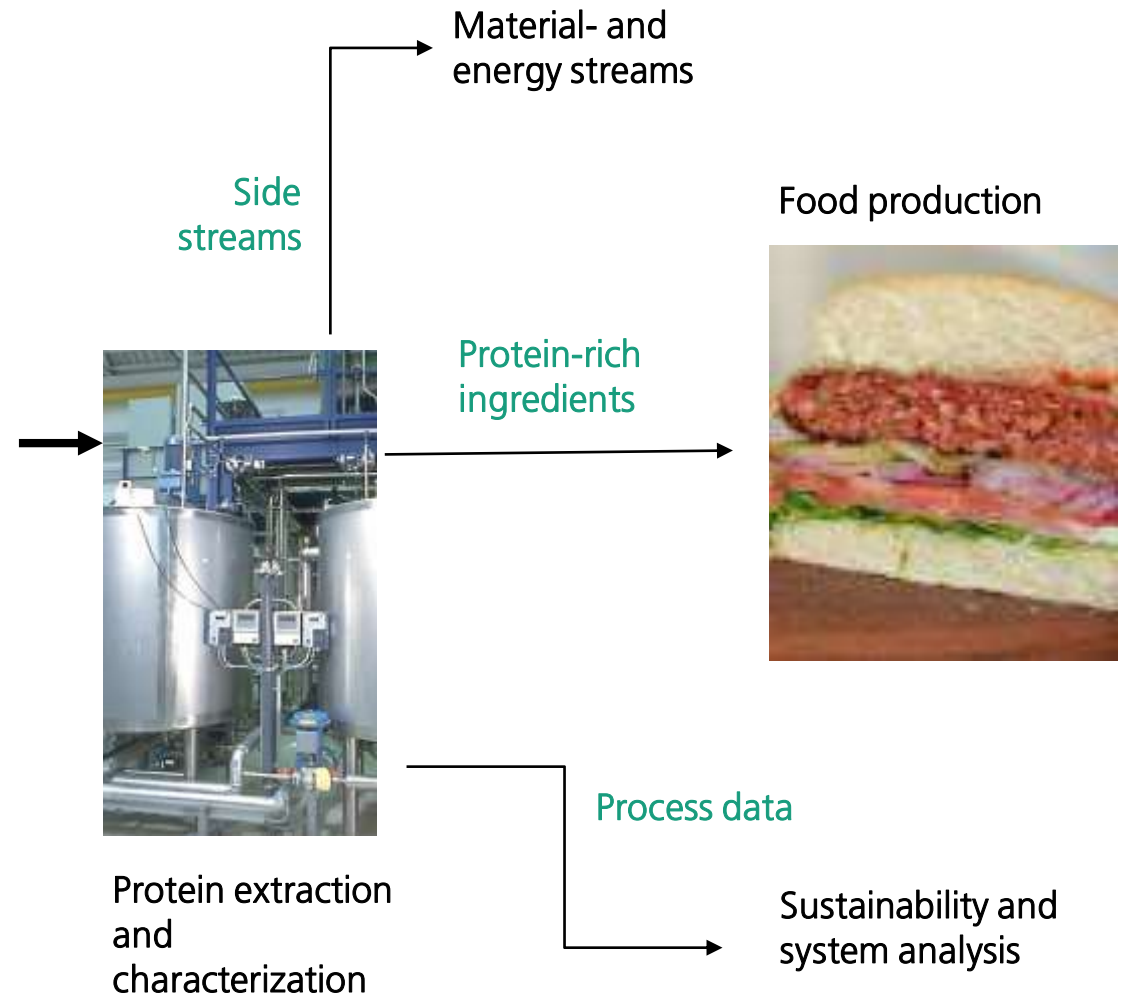 Material- and
energy streams
Side
streams
Food production
Protein-rich
ingredients
Process data
Protein extraction
and
characterization
Sustainability and
system analysis